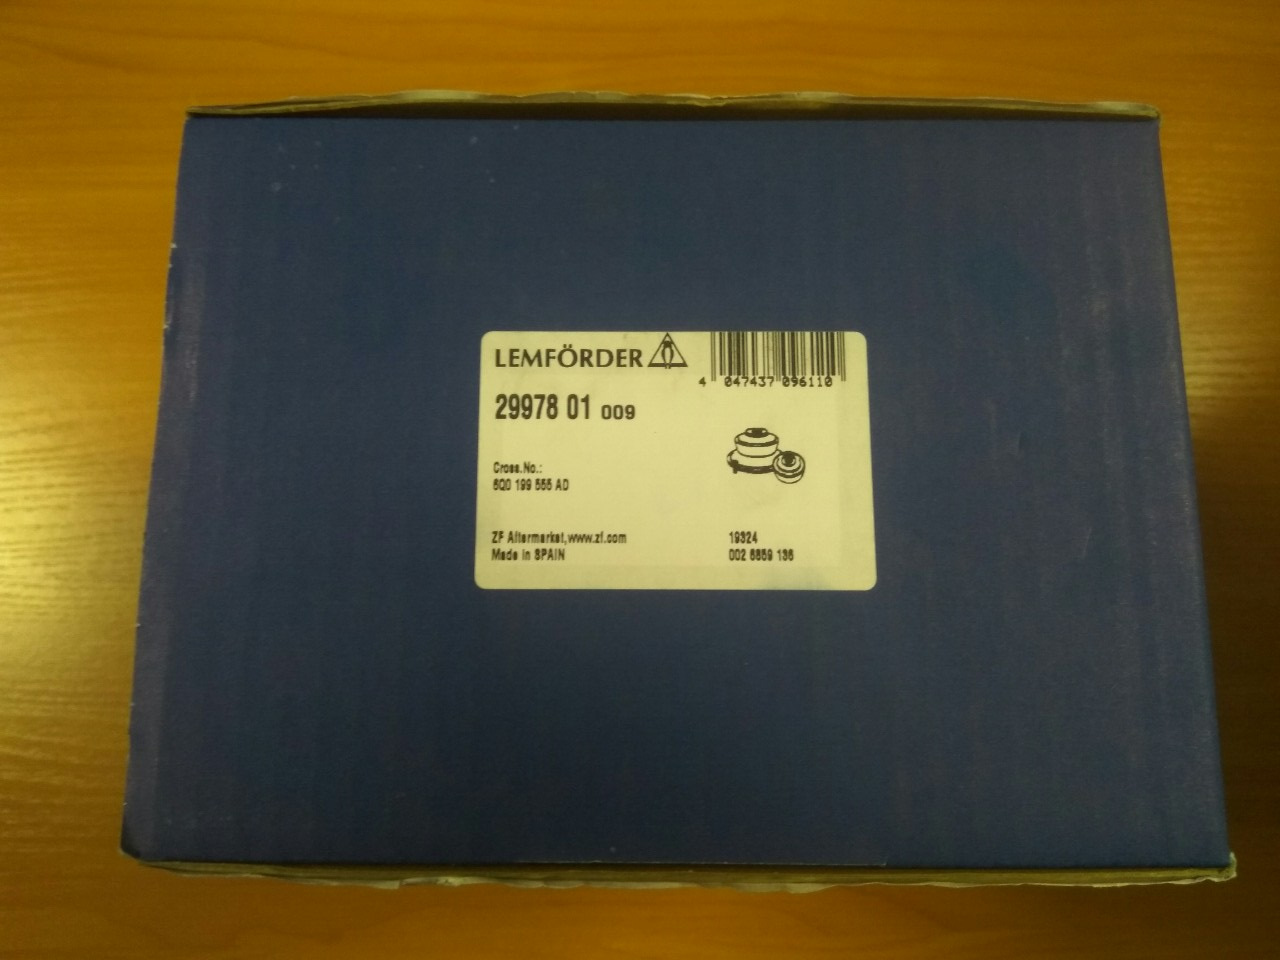 LEMFÖRDER
4 047437 096110
29978 01 009
Cross.No.:
6Q0 199 555 AD
ZF Aftermarket,www.zf.com
19324
Made in SPAIN
002 6859 136